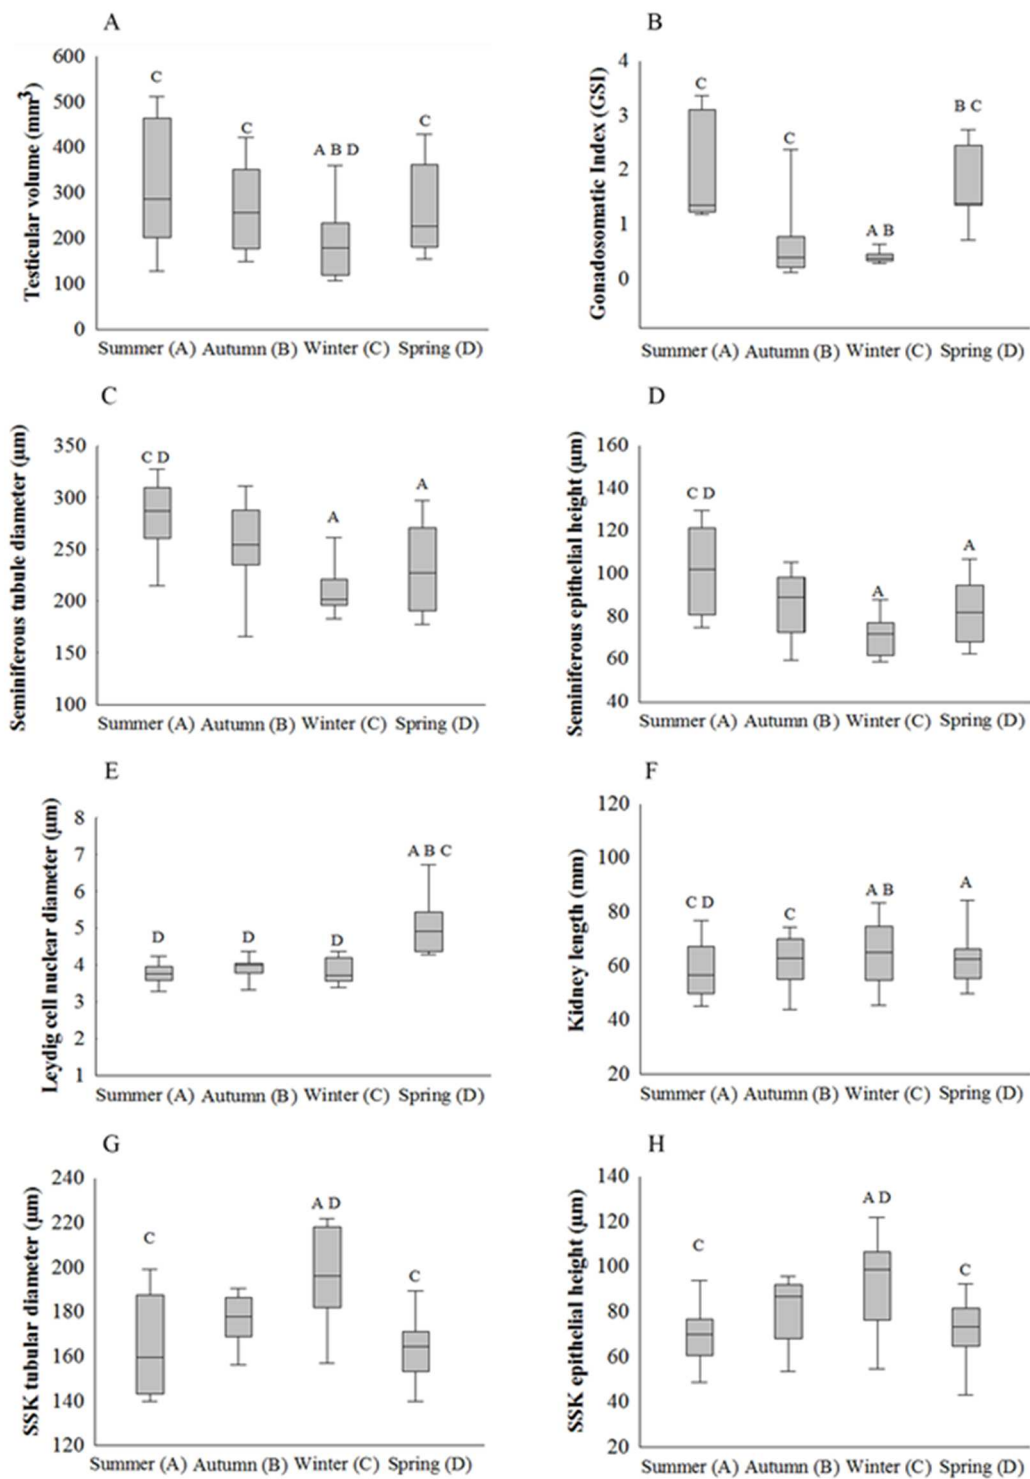 A
Testicular volume (mm³)
600
500
400
300
200
100
0
C
C
A B D
C
Summer (A) Autumn (B) Winter (C) Spring (D)
B
Gonadosomatic Index (GSI)
4
3
2
1
0
C
C
A B
B C
Summer (A) Autumn (B) Winter (C) Spring (D)
C
Seminiferous tubule diameter (µm)
350
300
250
200
150
100
C D
A
A
Summer (A) Autumn (B) Winter (C) Spring (D)
D
Seminiferous epithelial height (µm)
160
140
120
100
80
60
40
C D
A
A
Summer (A) Autumn (B) Winter (C) Spring (D)
E
Leydig cell nuclear diameter (µm)
8
7
6
5
4
3
2
1
D
D
D
A B C
Summer (A) Autumn (B) Winter (C) Spring (D)
F
Kidney length (mm)
120
100
80
60
40
20
C D
C
A B
A
Summer (A) Autumn (B) Winter (C) Spring (D)
G
SSK tubular diameter (µm)
240
220
200
180
160
140
120
C
A D
C
Summer (A) Autumn (B) Winter (C) Spring (D)
H
SSK epithelial height (µm)
140
120
100
80
60
40
20
C
A D
C
Summer (A) Autumn (B) Winter (C) Spring (D)